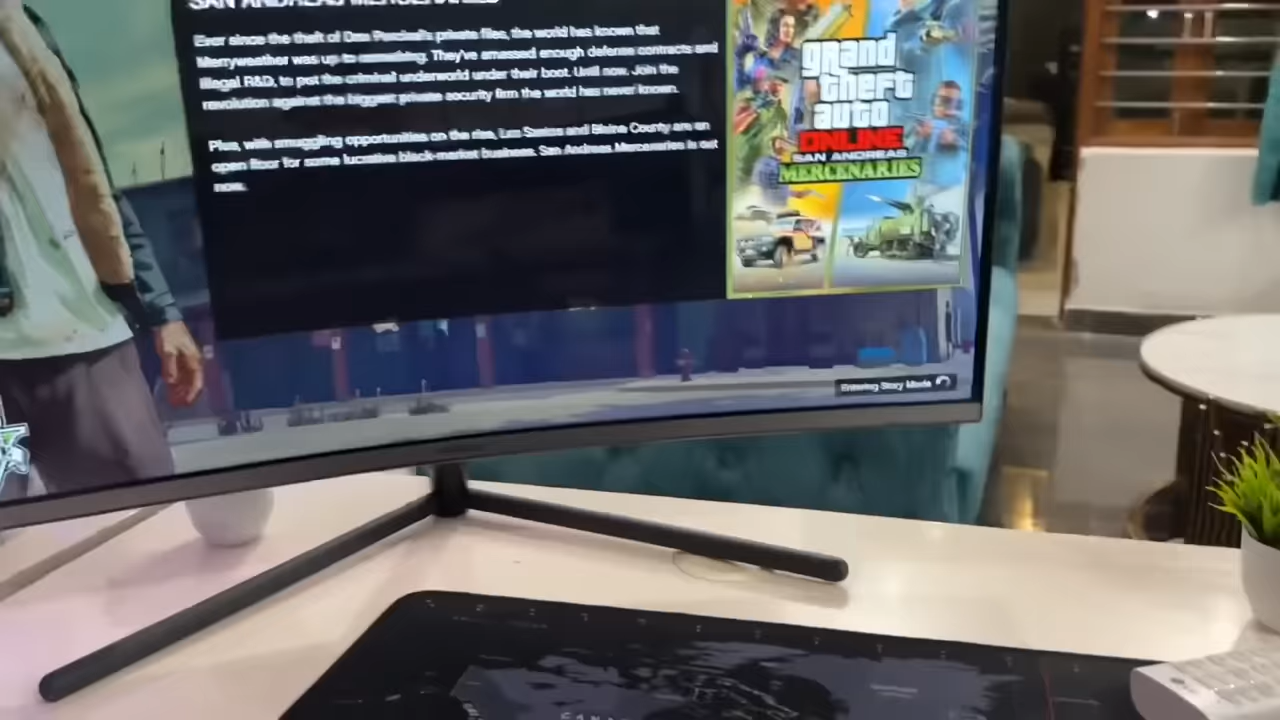 SAN ANDREAS MERCENARIES
Ever since the theft of Don Percival's private files, the world has known that
Merryweather was up to something. They've amassed enough defense contracts and
illegal R&D, to put the criminal underworld under their boot. Until now. Join the
revolution against the biggest private security firm the world has never known.
Plus, with smuggling opportunities on the rise, Los Santos and Blaine County are an
open floor for some lucrative black-market business. San Andreas Mercenaries is out
now.
grand
theft
auto
ONLINE
SAN ANDREAS
MERCENARIES
Entering Story Mode